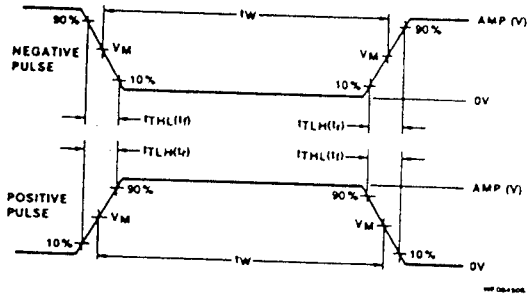 90%
tW
90%
AMP (V)
NEGATIVE
PULSE
VM
VM
10%
10%
0V
tTHL(tf)
tTLH(tr)
tTLH(tr)
tTHL(tf)
POSITIVE
PULSE
90%
90%
AMP (V)
VM
VM
10%
tW
10%
0V